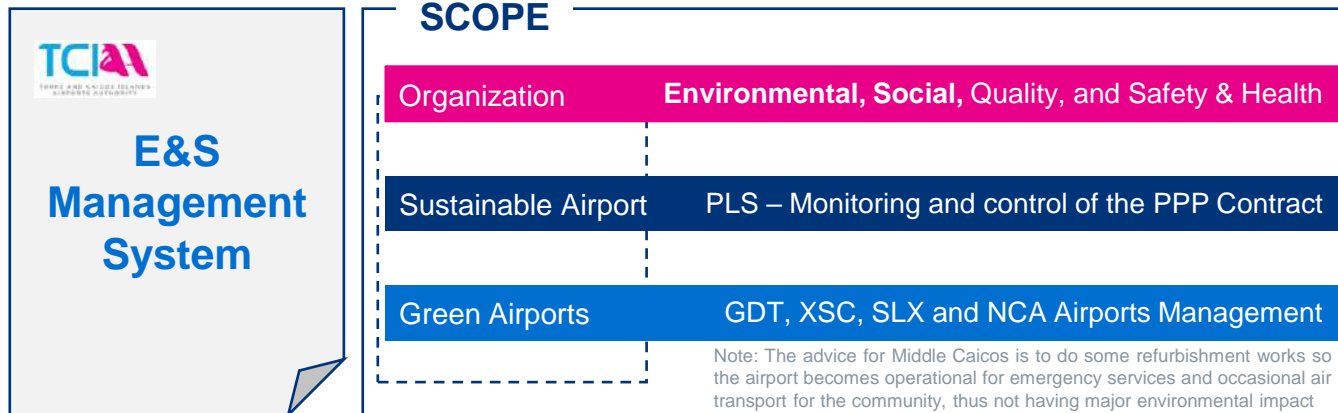 TCIAA
TURKS AND CAICOS ISLANDS
AIRPORTS AUTHORITY
E&S
Management
System
SCOPE
Organization Environmental, Social, Quality, and Safety & Health
Sustainable Airport PLS – Monitoring and control of the PPP Contract
Green Airports GDT, XSC, SLX and NCA Airports Management
Note: The advice for Middle Caicos is to do some refurbishment works so
the airport becomes operational for emergency services and occasional air
transport for the community, thus not having major environmental impact